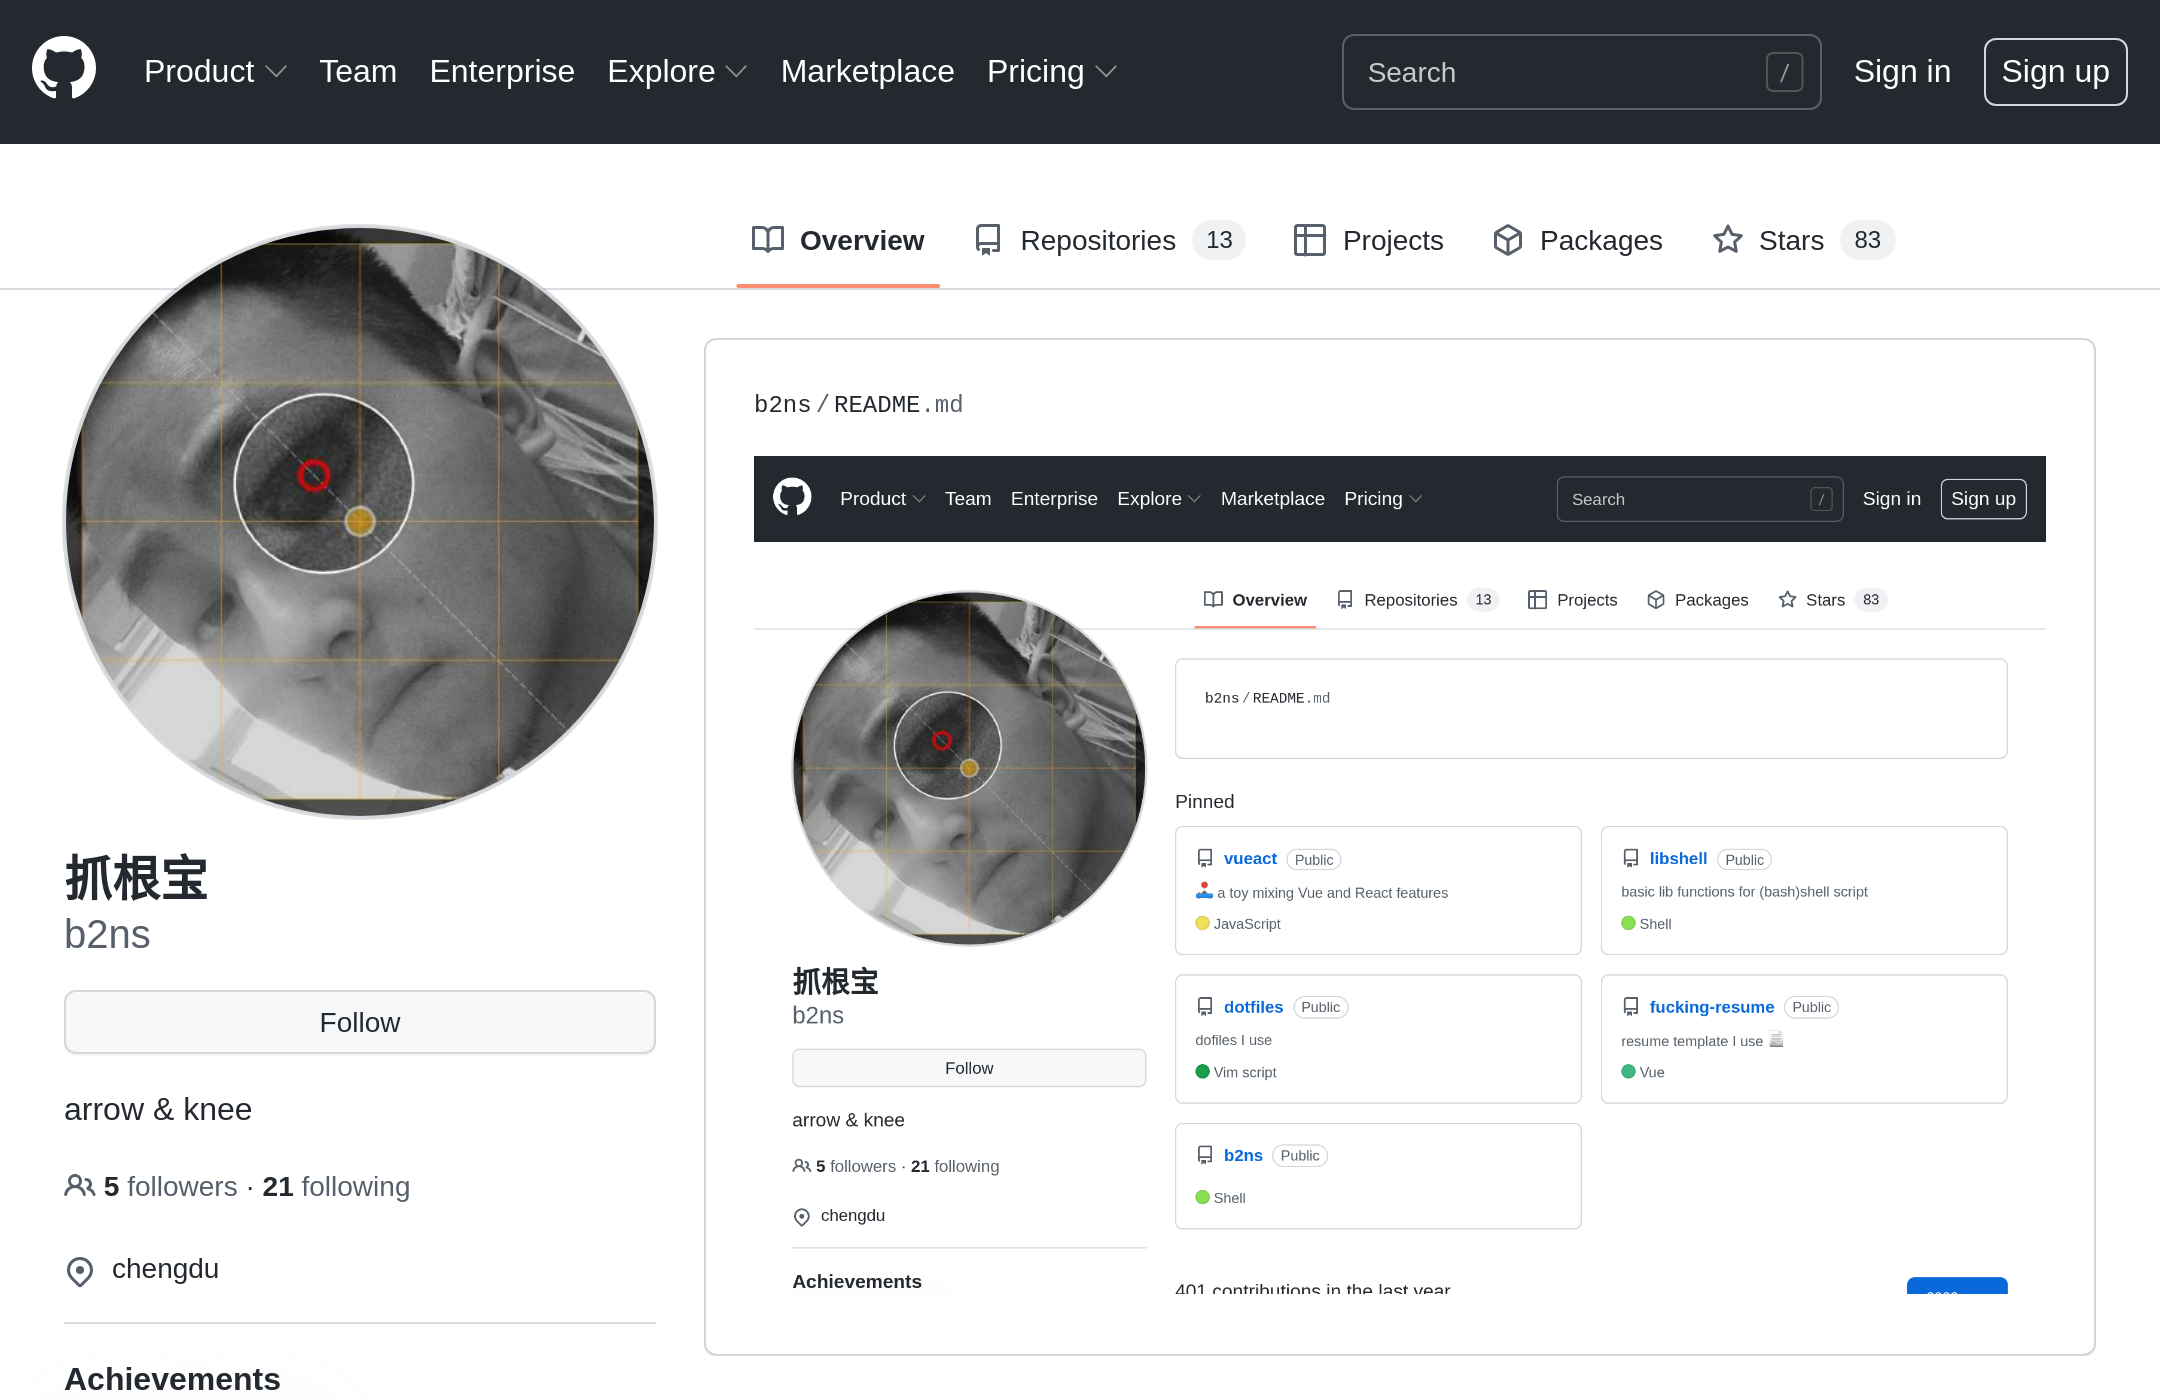 Product Team Enterprise Explore Marketplace Pricing Search / Sign in Sign up
Overview Repositories 13 Projects Packages Stars 83
抓根宝
b2ns
Follow
arrow & knee
5 followers · 21 following
chengdu
Achievements
b2ns/README.md
Product Team Enterprise Explore Marketplace Pricing Search / Sign in Sign up
Overview Repositories 13 Projects Packages Stars 83
抓根宝
b2ns
Follow
arrow & knee
5 followers · 21 following
chengdu
Achievements
b2ns/README.md
Pinned
vueact Public
a toy mixing Vue and React features
JavaScript
libshell Public
basic lib functions for (bash)shell script
Shell
dotfiles Public
dofiles I use
Vim script
fucking-resume Public
resume template I use
Vue
b2ns Public
Shell
401 contributions in the last year